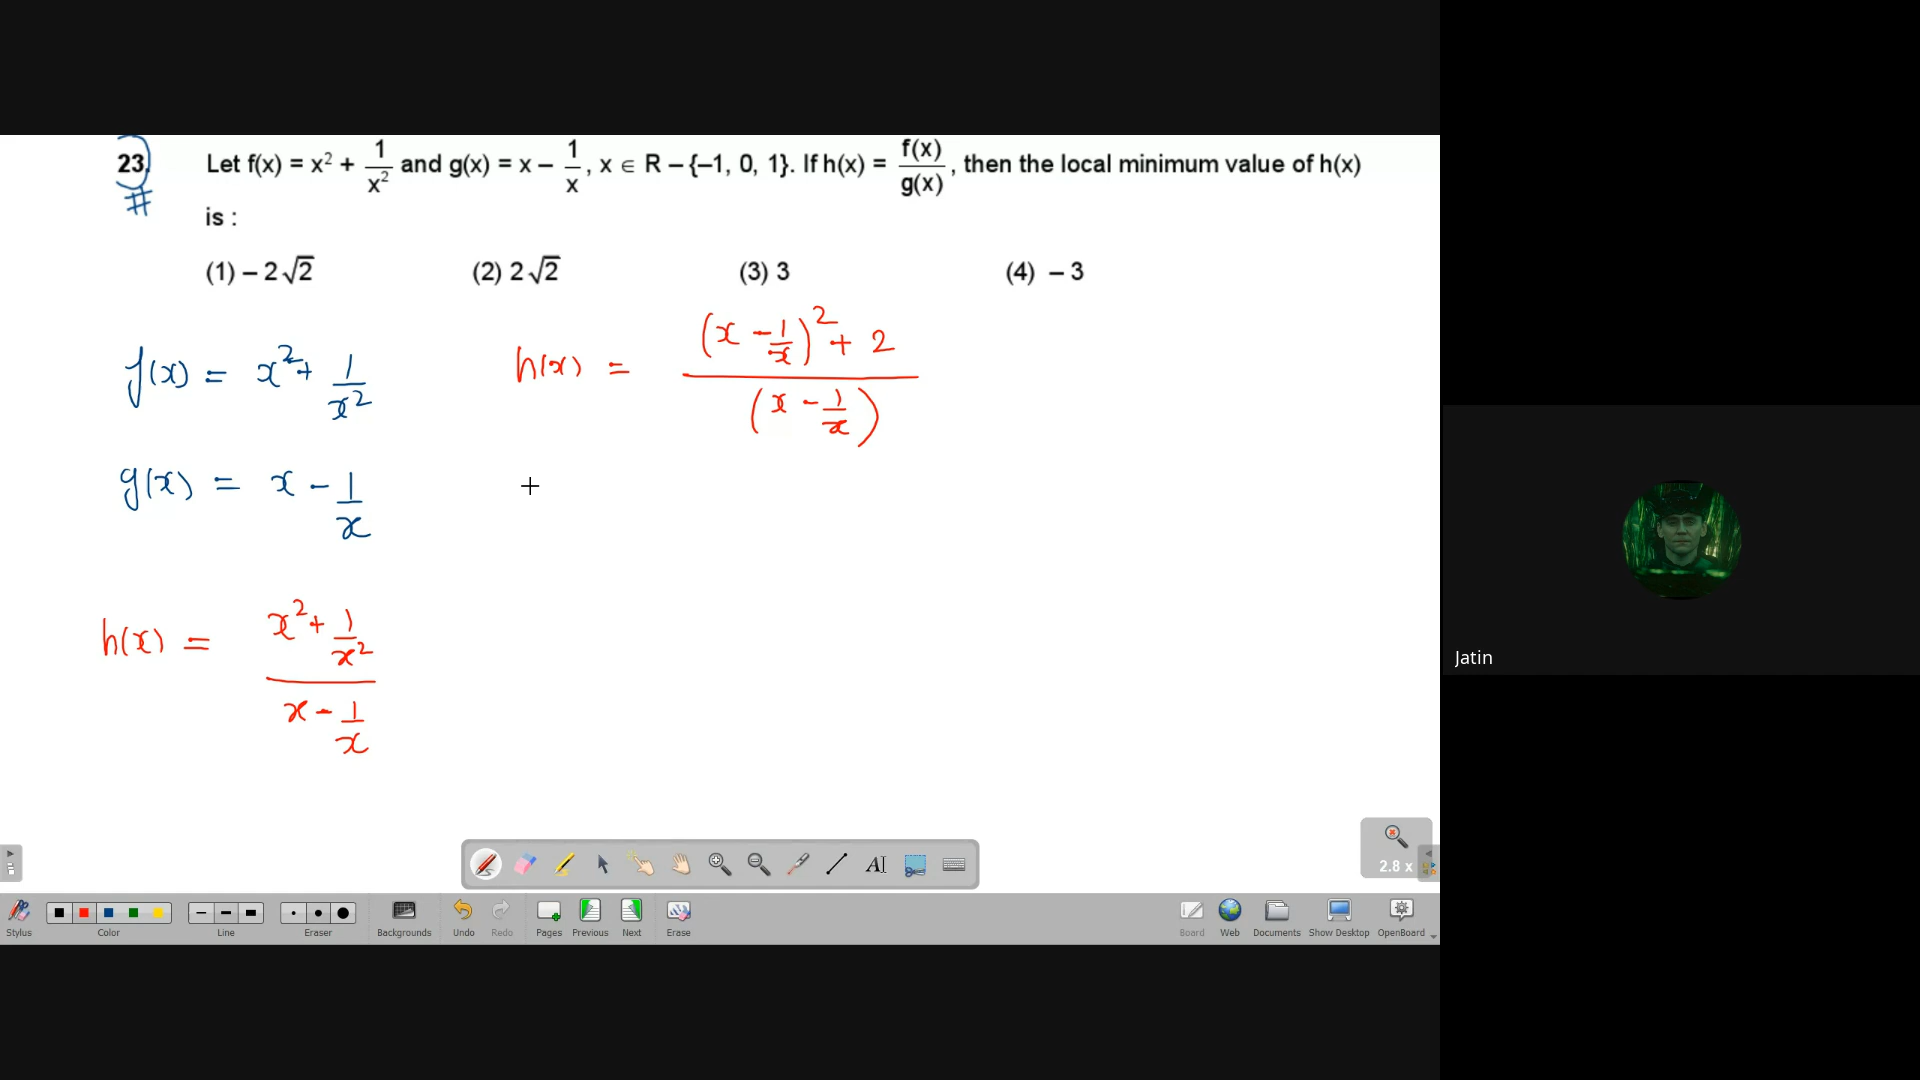 23. Let f(x) = x² + 1/x² and g(x) = x – 1/x, x ∈ R – {–1, 0, 1}. If h(x) = f(x)/g(x), then the local minimum value of h(x)
#
is :
(1) – 2√2 (2) 2√2 (3) 3 (4) – 3
f(x) = x² + 1/x²
h(x) = ((x – 1/x)² + 2)/(x – 1/x)
g(x) = x – 1/x
h(x) = (x² + 1/x²)/(x – 1/x)
Jatin
2.8 x
AI
Stylus Color Line Eraser Backgrounds Undo Redo Pages Previous Next Erase Board Web Documents Show Desktop OpenBoard